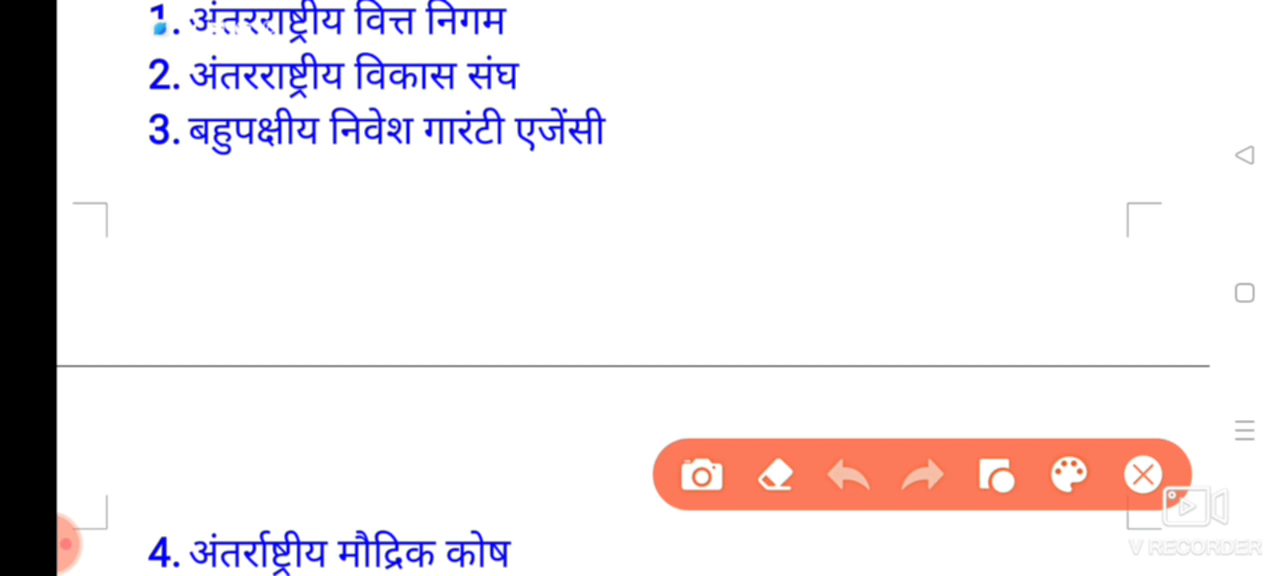 1. अंतरराष्ट्रीय वित्त निगम
2. अंतरराष्ट्रीय विकास संघ
3. बहुपक्षीय निवेश गारंटी एजेंसी
4. अंतर्राष्ट्रीय मौद्रिक कोष
V RECORDER